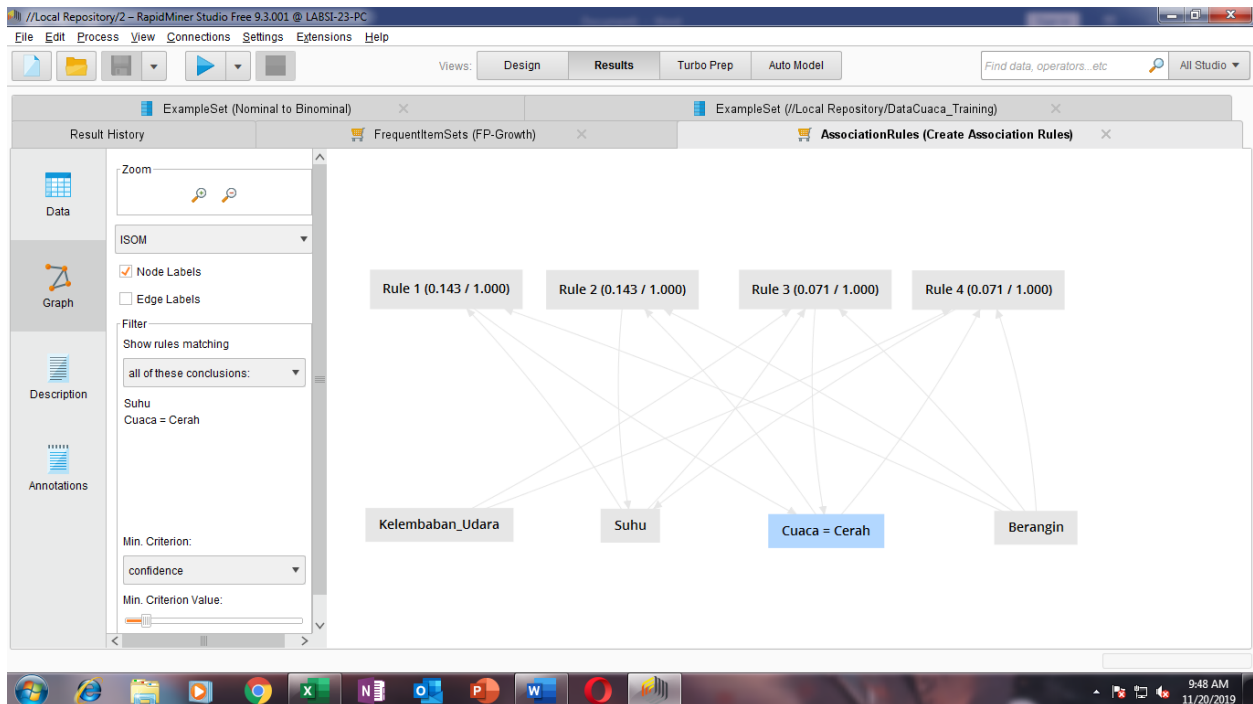 //Local Repository/2 – RapidMiner Studio Free 9.3.001 @ LABSI-23-PC
File Edit Process View Connections Settings Extensions Help
Views: Design Results Turbo Prep Auto Model Find data, operators...etc All Studio
ExampleSet (Nominal to Binominal) ExampleSet (//Local Repository/DataCuaca_Training)
Result History FrequentItemSets (FP-Growth) AssociationRules (Create Association Rules)
Data
Graph
Description
Annotations
Zoom
ISOM
Node Labels
Edge Labels
Filter
Show rules matching
all of these conclusions:
Suhu
Cuaca = Cerah
Min. Criterion:
confidence
Min. Criterion Value:
Rule 1 (0.143 / 1.000) Rule 2 (0.143 / 1.000) Rule 3 (0.071 / 1.000) Rule 4 (0.071 / 1.000)
Kelembaban_Udara Suhu Cuaca = Cerah Berangin
9:48 AM
11/20/2019